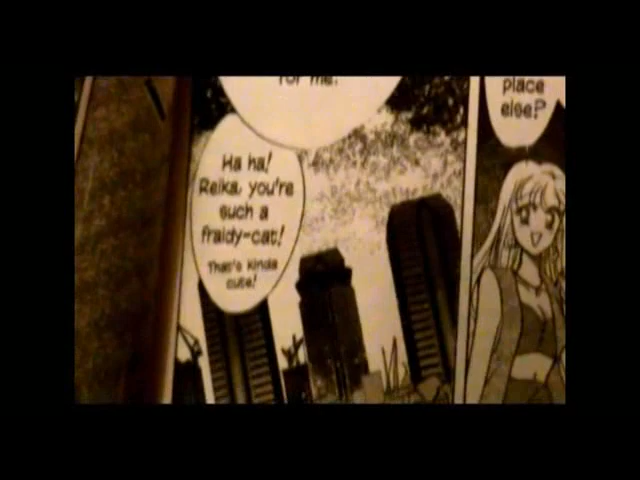 for me!
Ha ha!
Reika, you're
such a
fraidy-cat!
That's kinda
cute!
place
else?